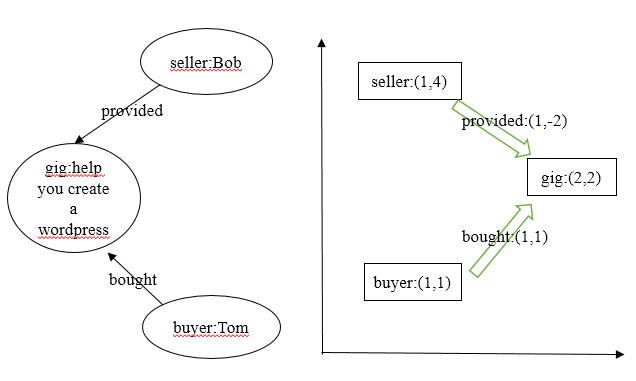 seller:Bob
provided
gig:help
you create
a
wordpress
bought
buyer:Tom
seller:(1,4)
provided:(1,-2)
gig:(2,2)
bought:(1,1)
buyer:(1,1)